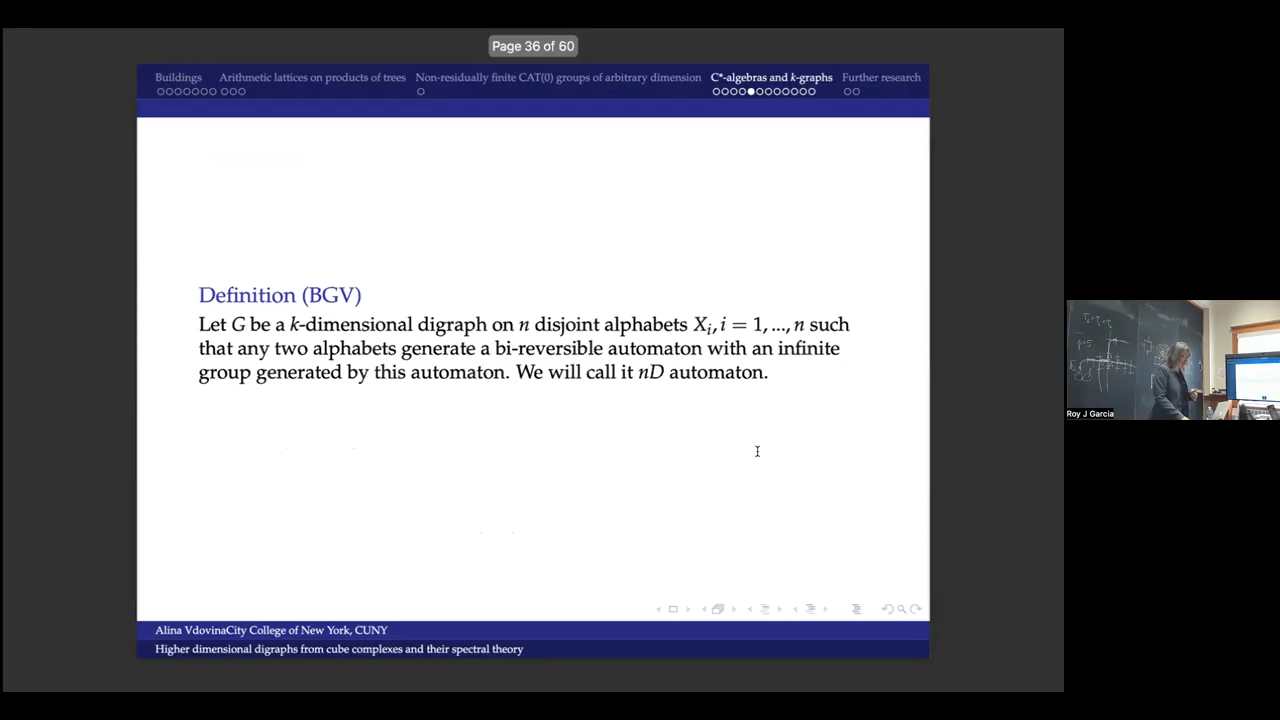 Page 36 of 60
Buildings Arithmetic lattices on products of trees Non-residually finite CAT(0) groups of arbitrary dimension C*-algebras and k-graphs Further research
Definition (BGV)
Let G be a k-dimensional digraph on n disjoint alphabets Xi, i = 1, ..., n such
that any two alphabets generate a bi-reversible automaton with an infinite
group generated by this automaton. We will call it nD automaton.
Alina VdovinaCity College of New York, CUNY
Higher dimensional digraphs from cube complexes and their spectral theory
Roy J Garcia